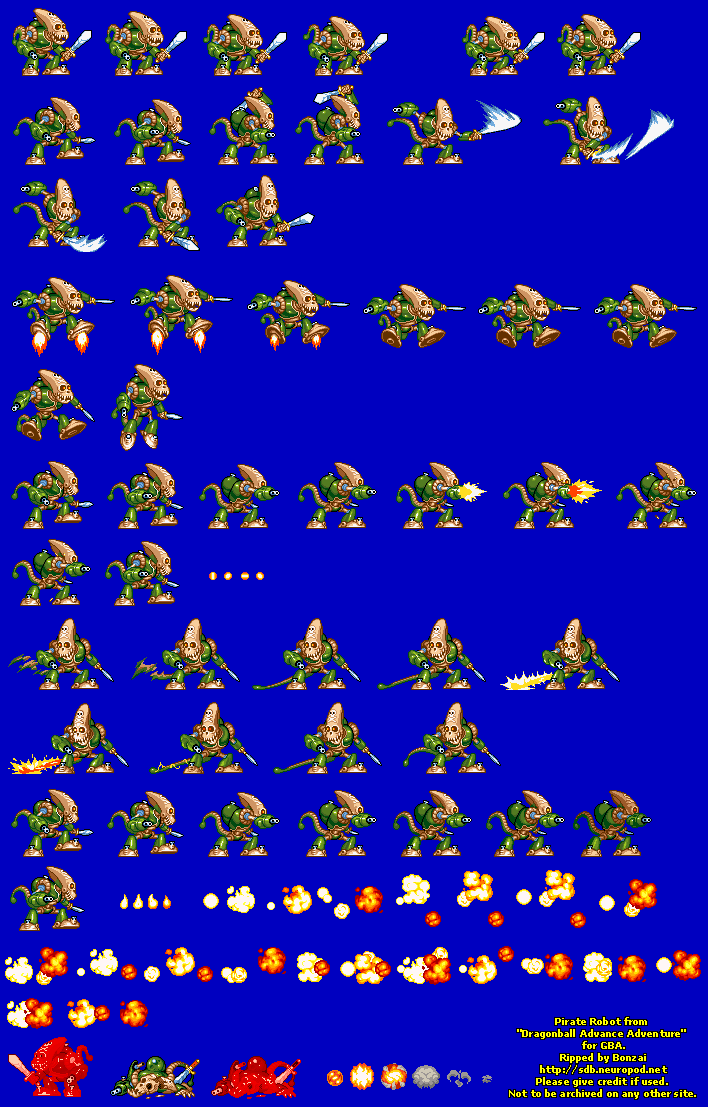 Pirate Robot from
"Dragonball Advance Adventure"
for GBA.
Ripped by Bonzai
http://sdb.neuropod.net
Please give credit if used.
Not to be archived on any other site.